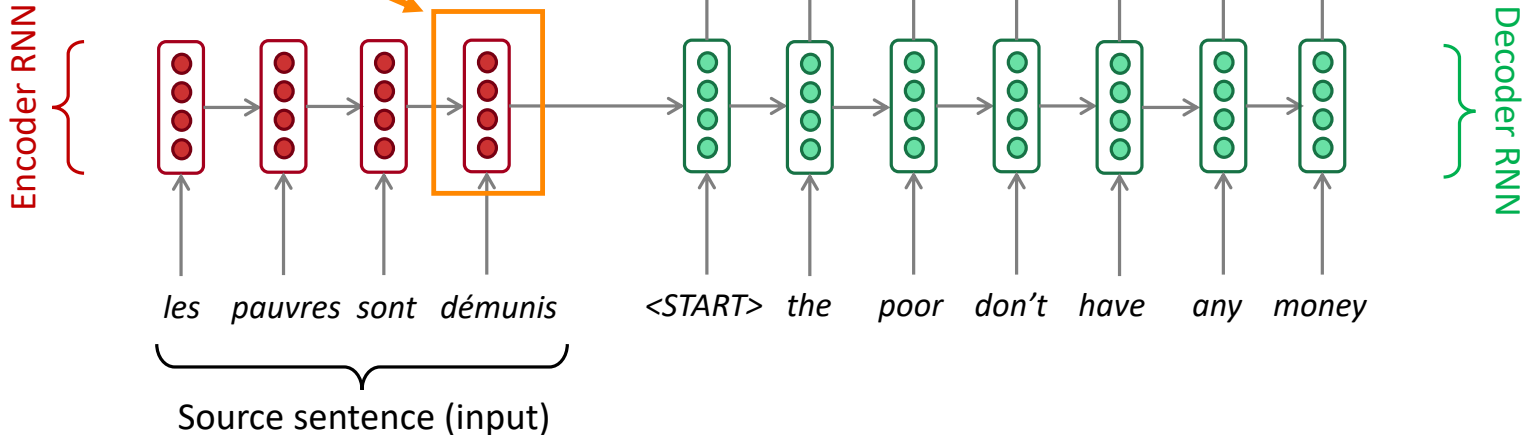 Encoder RNN
Decoder RNN
les pauvres sont démunis <START> the poor don't have any money
Source sentence (input)